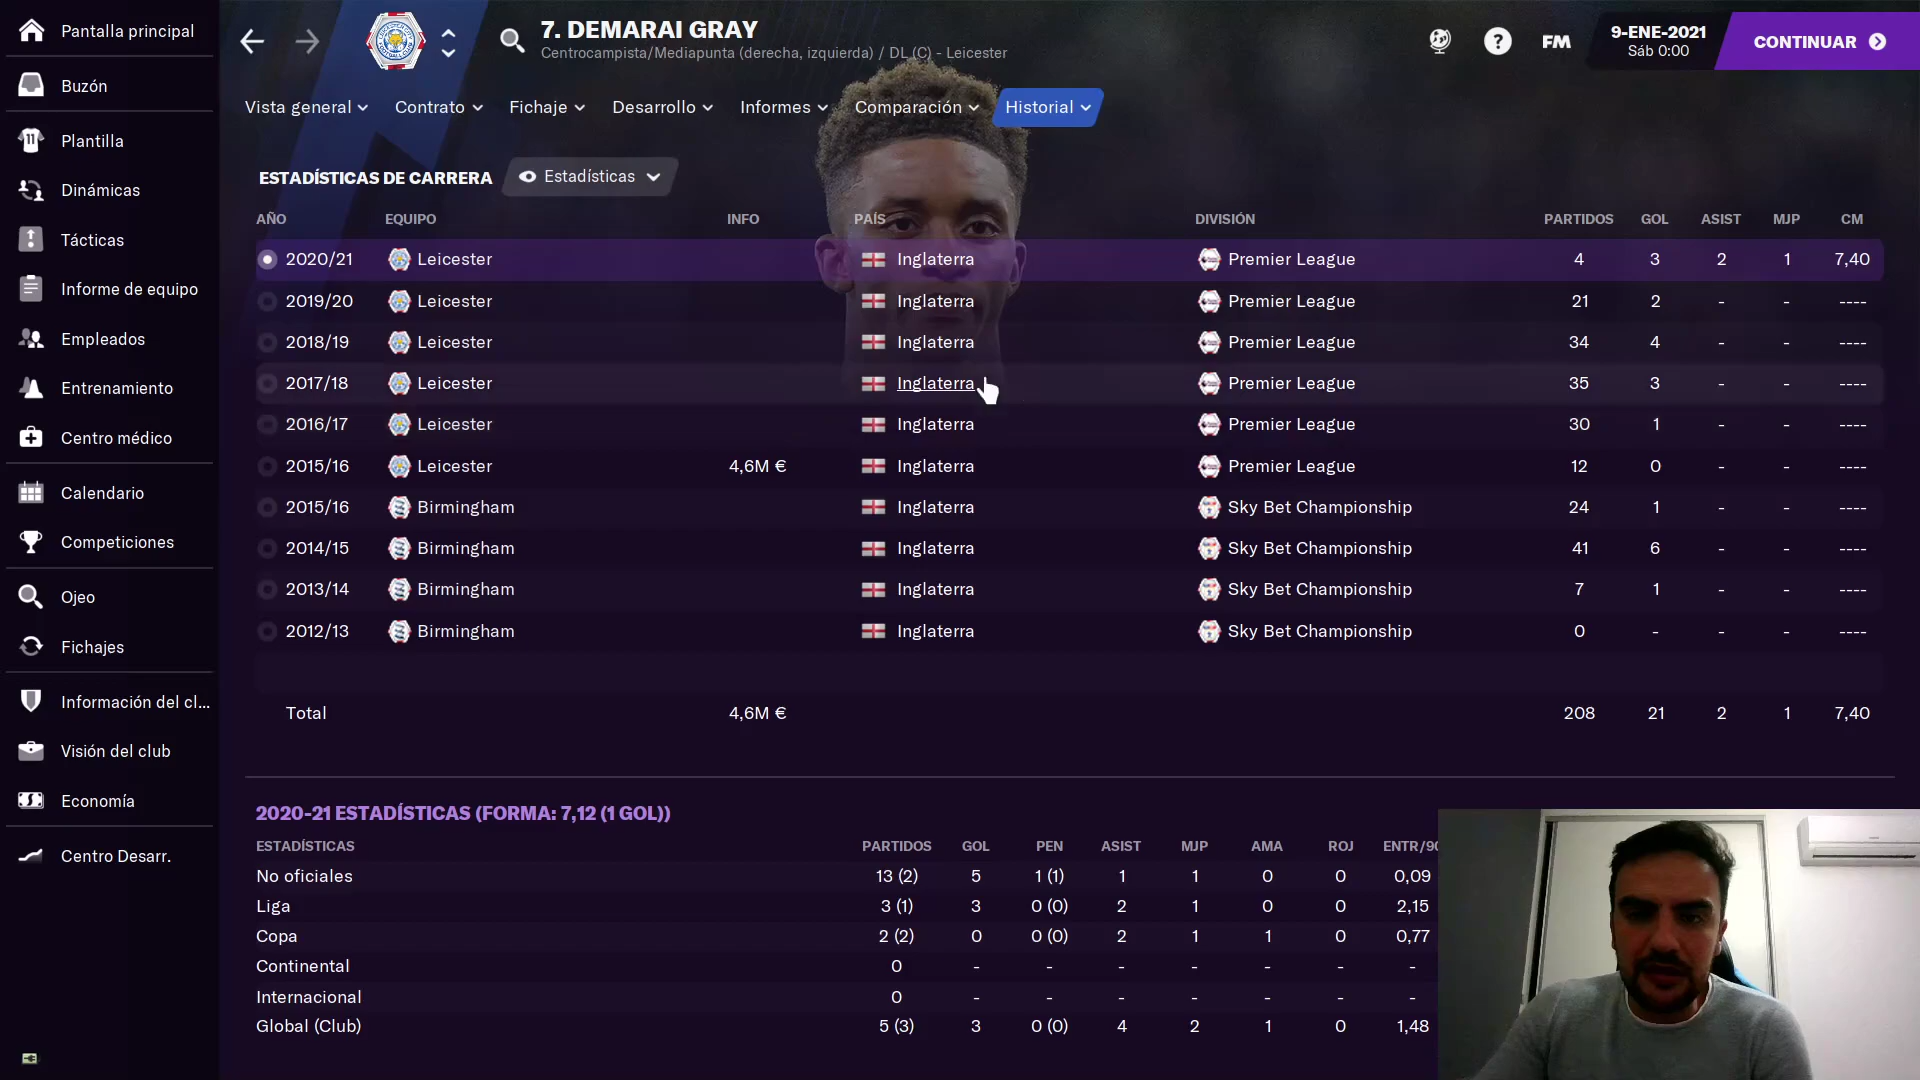 Pantalla principal
Buzón
Plantilla
Dinámicas
Tácticas
Informe de equipo
Empleados
Entrenamiento
Centro médico
Calendario
Competiciones
Ojeo
Fichajes
Información del cl...
Visión del club
Economía
Centro Desarr.
7. DEMARAI GRAY
Centrocampista/Mediapunta (derecha, izquierda) / DL (C) - Leicester
? FM
9-ENE-2021
Sáb 0:00
CONTINUAR
Vista general Contrato Fichaje Desarrollo Informes Comparación Historial
ESTADÍSTICAS DE CARRERA Estadísticas
AÑO EQUIPO INFO PAÍS DIVISIÓN PARTIDOS GOL ASIST MJP CM
2020/21 Leicester Inglaterra Premier League 4 3 2 1 7,40
2019/20 Leicester Inglaterra Premier League 21 2 - - ----
2018/19 Leicester Inglaterra Premier League 34 4 - - ----
2017/18 Leicester Inglaterra Premier League 35 3 - - ----
2016/17 Leicester Inglaterra Premier League 30 1 - - ----
2015/16 Leicester 4,6M € Inglaterra Premier League 12 0 - - ----
2015/16 Birmingham Inglaterra Sky Bet Championship 24 1 - - ----
2014/15 Birmingham Inglaterra Sky Bet Championship 41 6 - - ----
2013/14 Birmingham Inglaterra Sky Bet Championship 7 1 - - ----
2012/13 Birmingham Inglaterra Sky Bet Championship 0 - - - ----
Total 4,6M € 208 21 2 1 7,40
2020-21 ESTADÍSTICAS (FORMA: 7,12 (1 GOL))
ESTADÍSTICAS PARTIDOS GOL PEN ASIST MJP AMA ROJ ENTR/90
No oficiales 13 (2) 5 1 (1) 1 1 0 0 0,09
Liga 3 (1) 3 0 (0) 2 1 0 0 2,15
Copa 2 (2) 0 0 (0) 2 1 1 0 0,77
Continental 0 - - - - - - -
Internacional 0 - - - - - - -
Global (Club) 5 (3) 3 0 (0) 4 2 1 0 1,48